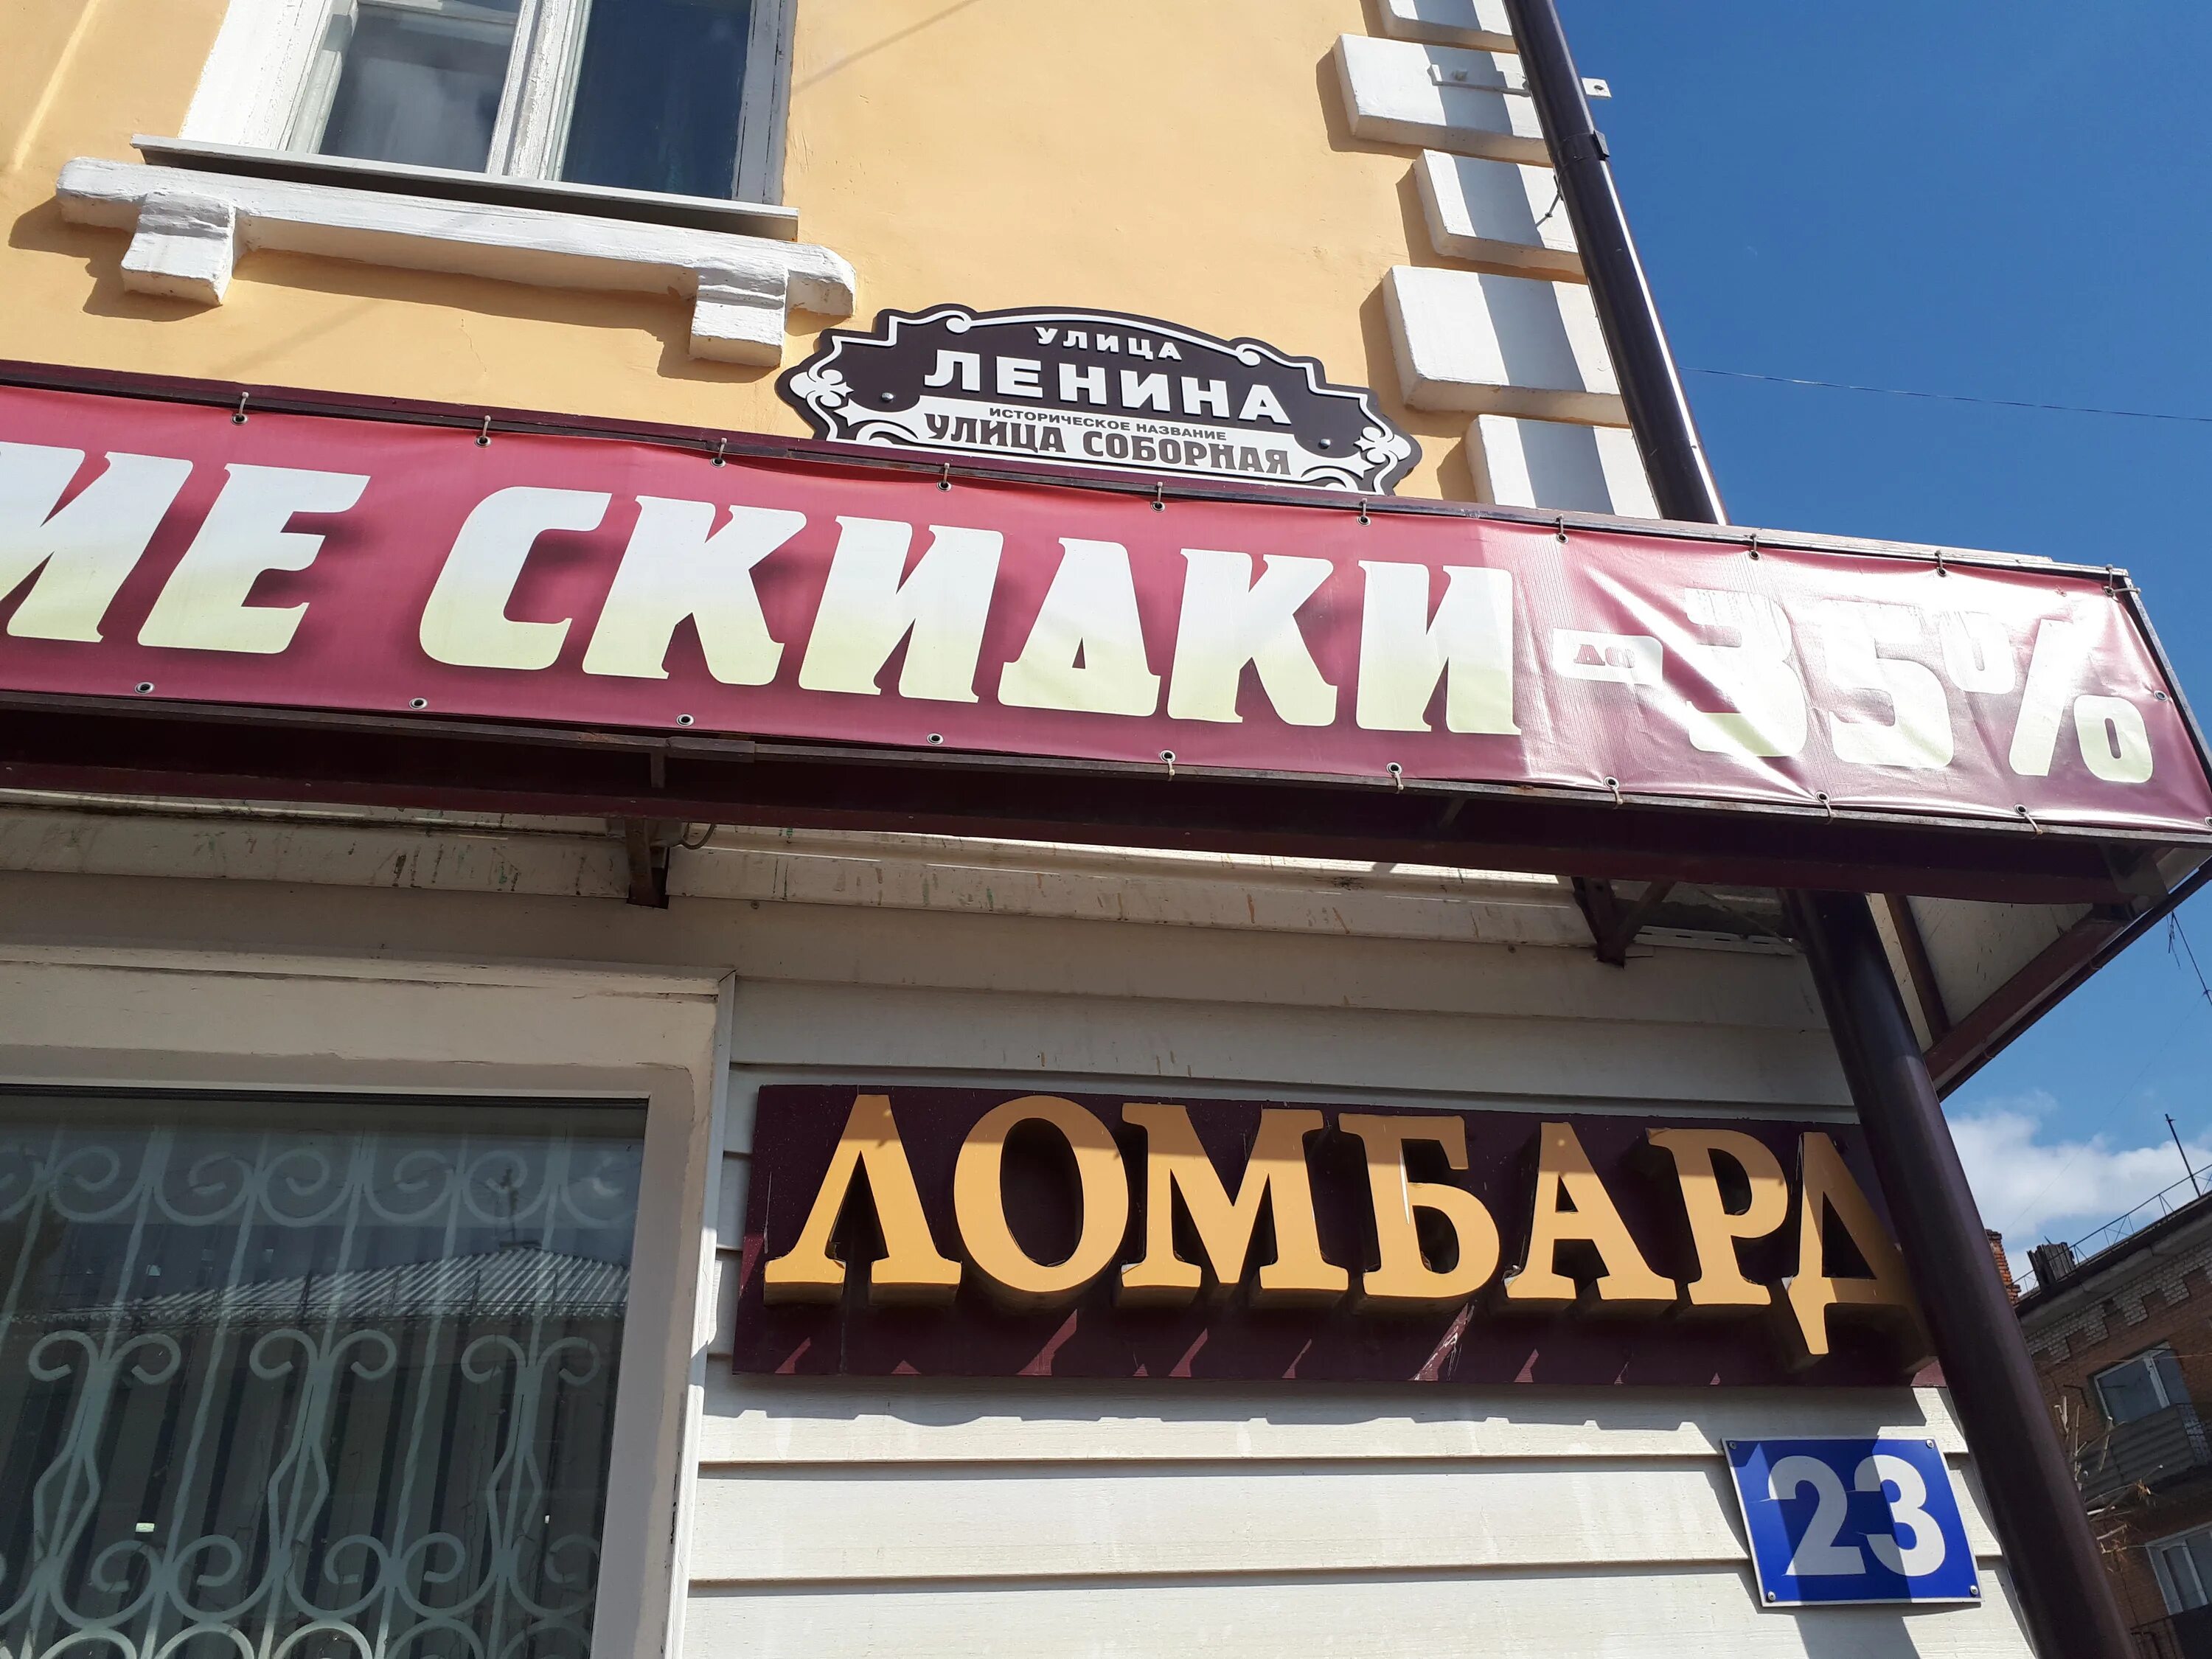 УЛИЦА
ЛЕНИНА
ИСТОРИЧЕСКОЕ НАЗВАНИЕ
УЛИЦА СОБОРНАЯ
ИЕ СКИДКИ ДО 35%
ЛОМБАРД
23